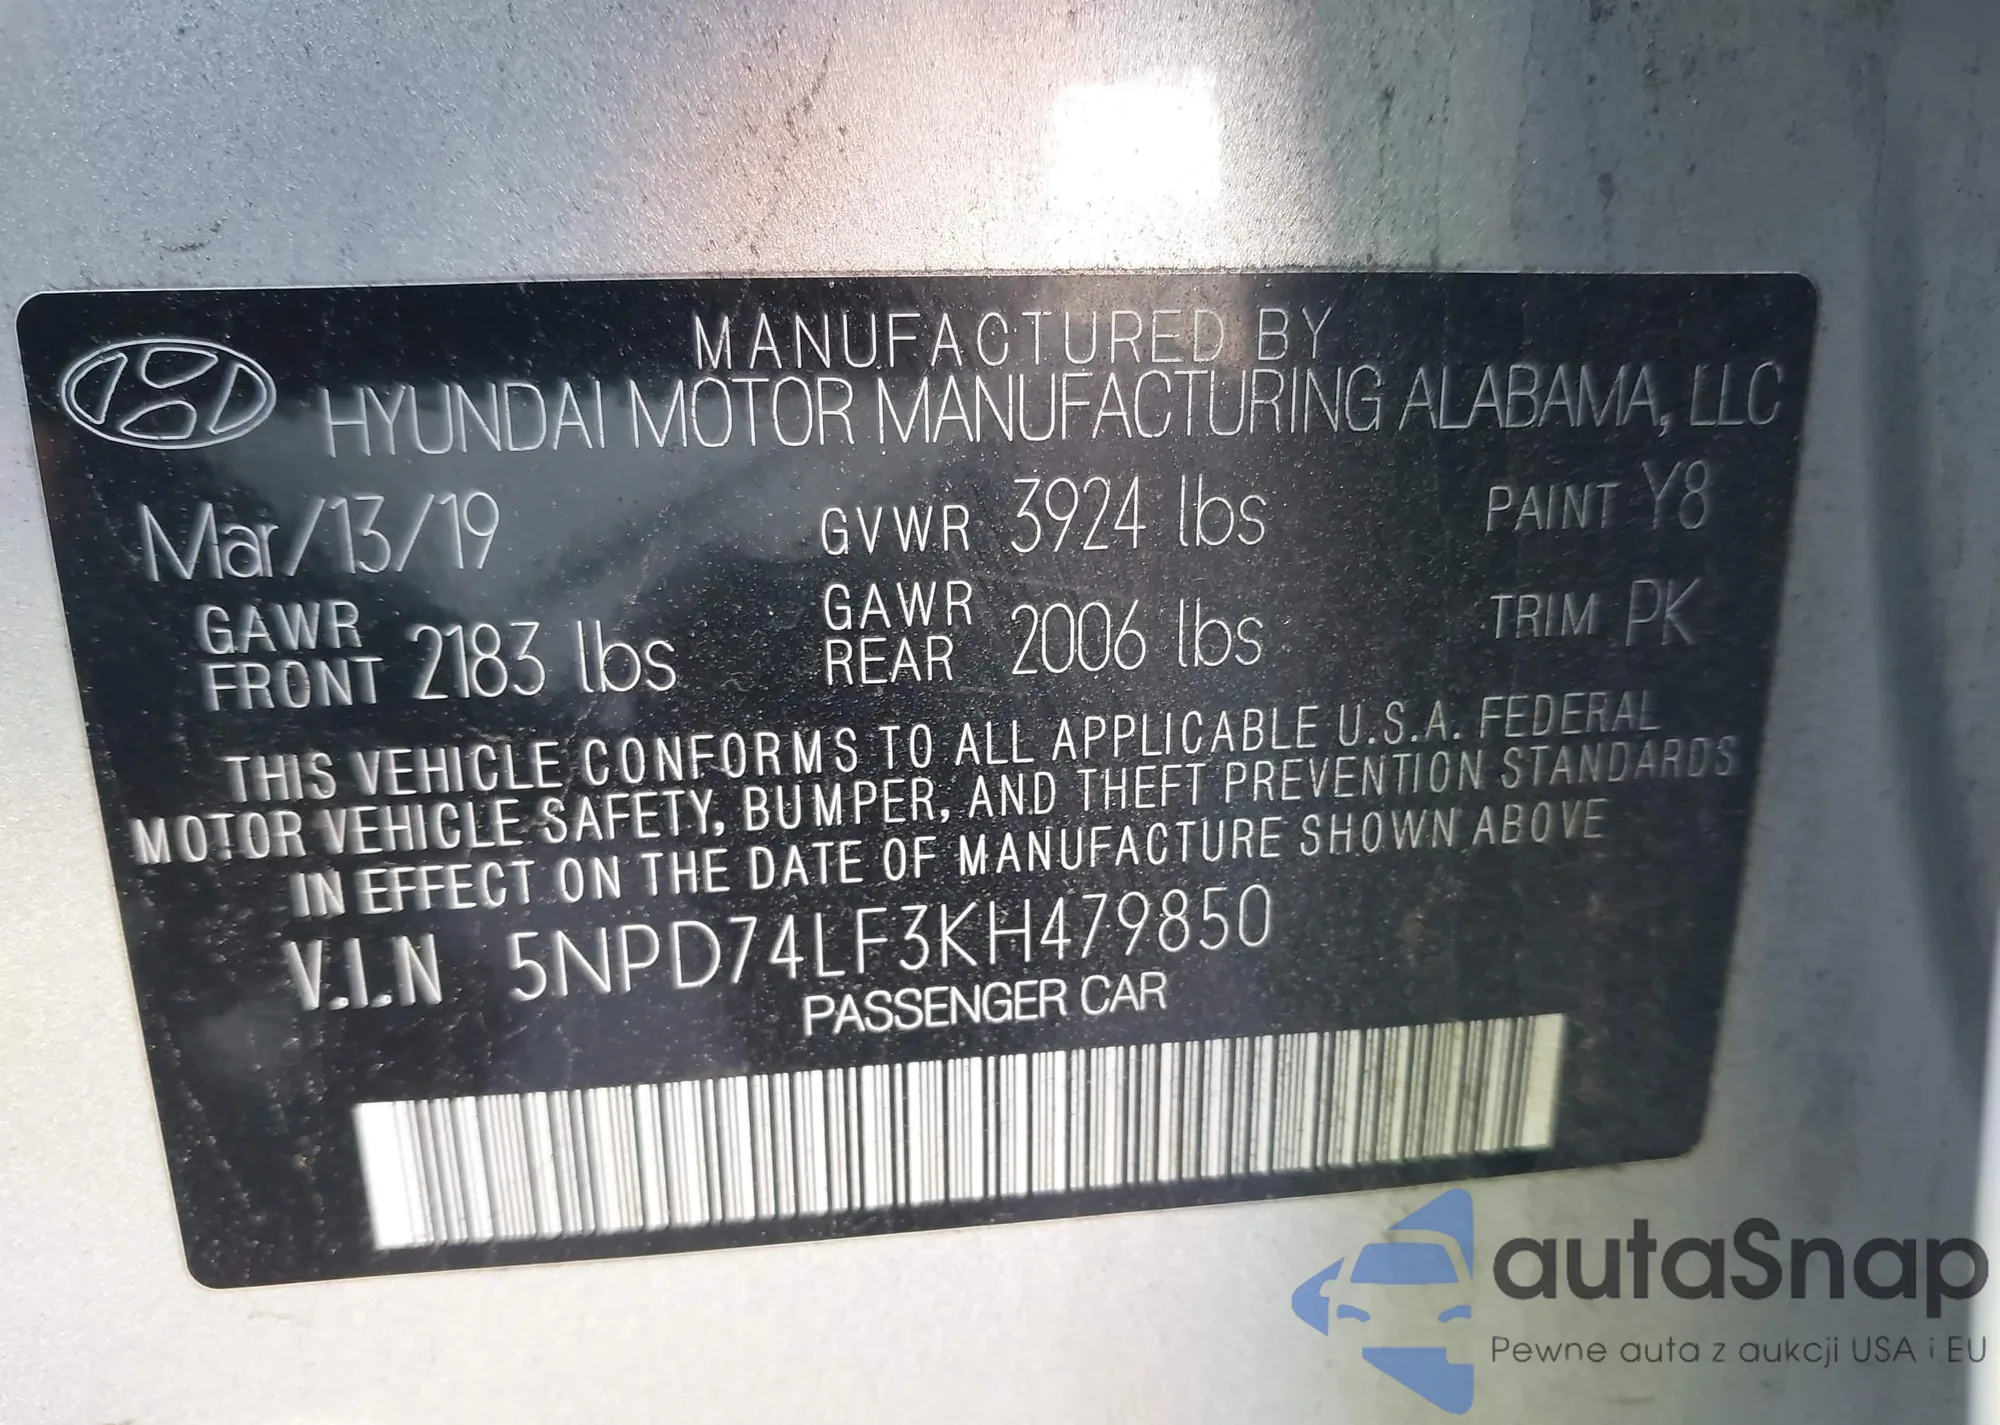 MANUFACTURED BY
HYUNDAI MOTOR MANUFACTURING ALABAMA, LLC
Mar/13/19 GVWR 3924 lbs PAINT Y8
GAWR FRONT 2183 lbs GAWR REAR 2006 lbs TRIM PK
THIS VEHICLE CONFORMS TO ALL APPLICABLE U.S.A. FEDERAL
MOTOR VEHICLE SAFETY, BUMPER, AND THEFT PREVENTION STANDARDS
IN EFFECT ON THE DATE OF MANUFACTURE SHOWN ABOVE
V.I.N 5NPD74LF3KH479850
PASSENGER CAR
autaSnap
Pewne auta z aukcji USA i EU